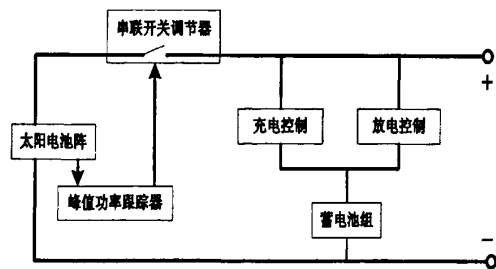 串联开关调节器
+
充电控制
放电控制
太阳电池阵
峰值功率跟踪器
蓄电池组
−